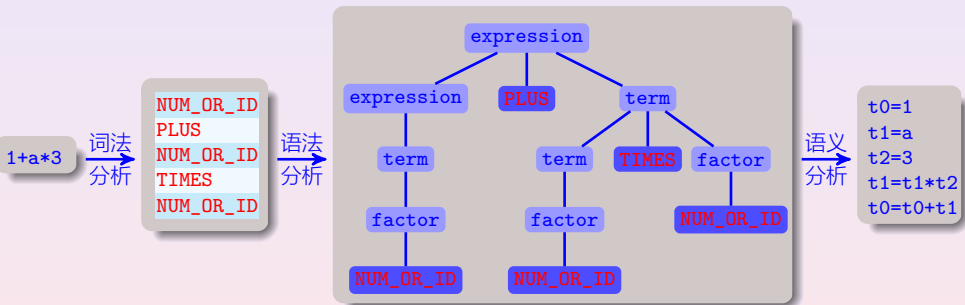 1+a*3
词法
分析
NUM_OR_ID
PLUS
NUM_OR_ID
TIMES
NUM_OR_ID
语法
分析
expression
expression PLUS term
term term TIMES factor
factor factor NUM_OR_ID
NUM_OR_ID NUM_OR_ID
语义
分析
t0=1
t1=a
t2=3
t1=t1*t2
t0=t0+t1